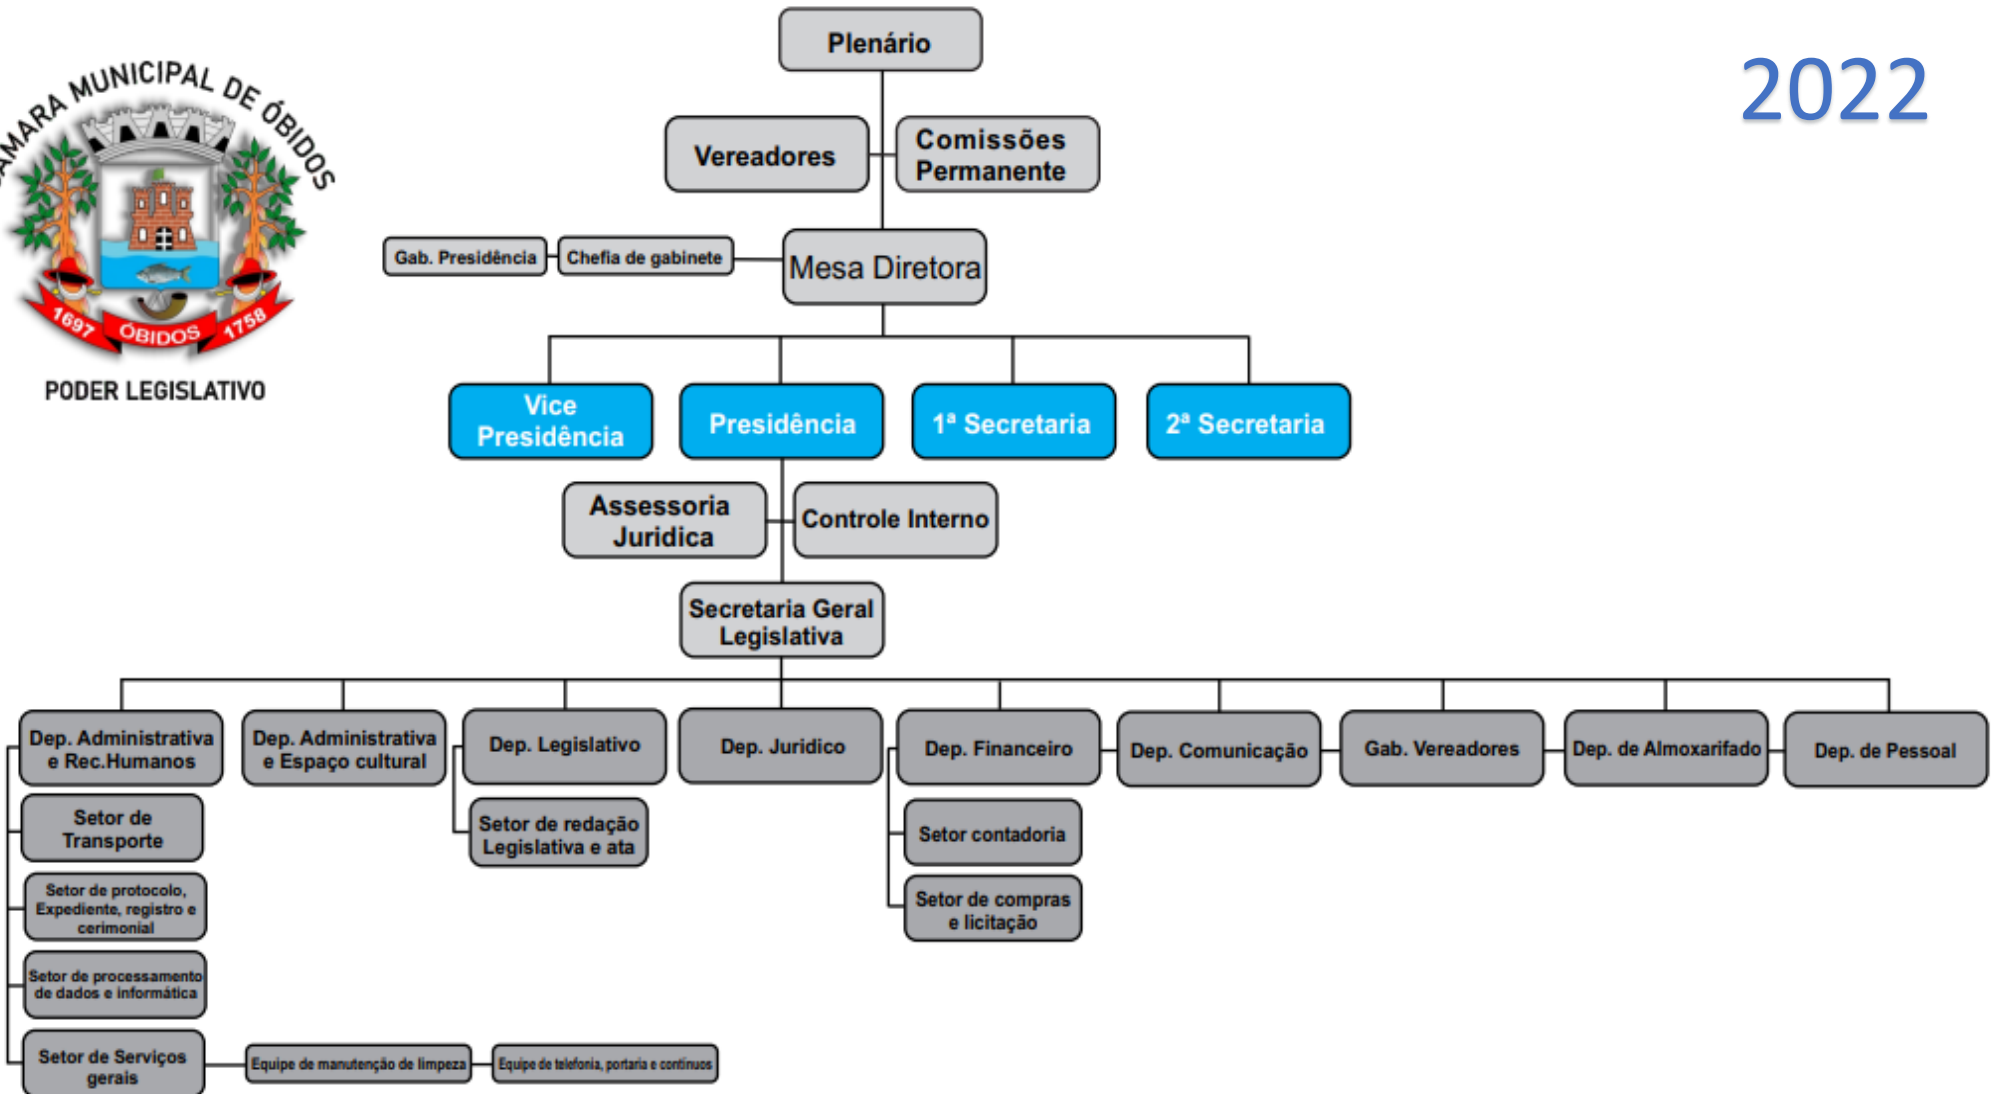 CÂMARA MUNICIPAL DE ÓBIDOS
1697 ÓBIDOS 1758
PODER LEGISLATIVO
2022
Plenário
Vereadores
Comissões
Permanente
Gab. Presidência
Chefia de gabinete
Mesa Diretora
Vice
Presidência
Presidência
1ª Secretaria
2ª Secretaria
Assessoria
Juridica
Controle Interno
Secretaria Geral
Legislativa
Dep. Administrativa
e Rec.Humanos
Dep. Administrativa
e Espaço cultural
Dep. Legislativo
Dep. Juridico
Dep. Financeiro
Dep. Comunicação
Gab. Vereadores
Dep. de Almoxarifado
Dep. de Pessoal
Setor de
Transporte
Setor de redação
Legislativa e ata
Setor contadoria
Setor de protocolo,
Expediente, registro e
cerimonial
Setor de compras
e licitação
Setor de processamento
de dados e informática
Setor de Serviços
gerais
Equipe de manutenção de limpeza
Equipe de telefonia, portaria e contínuos